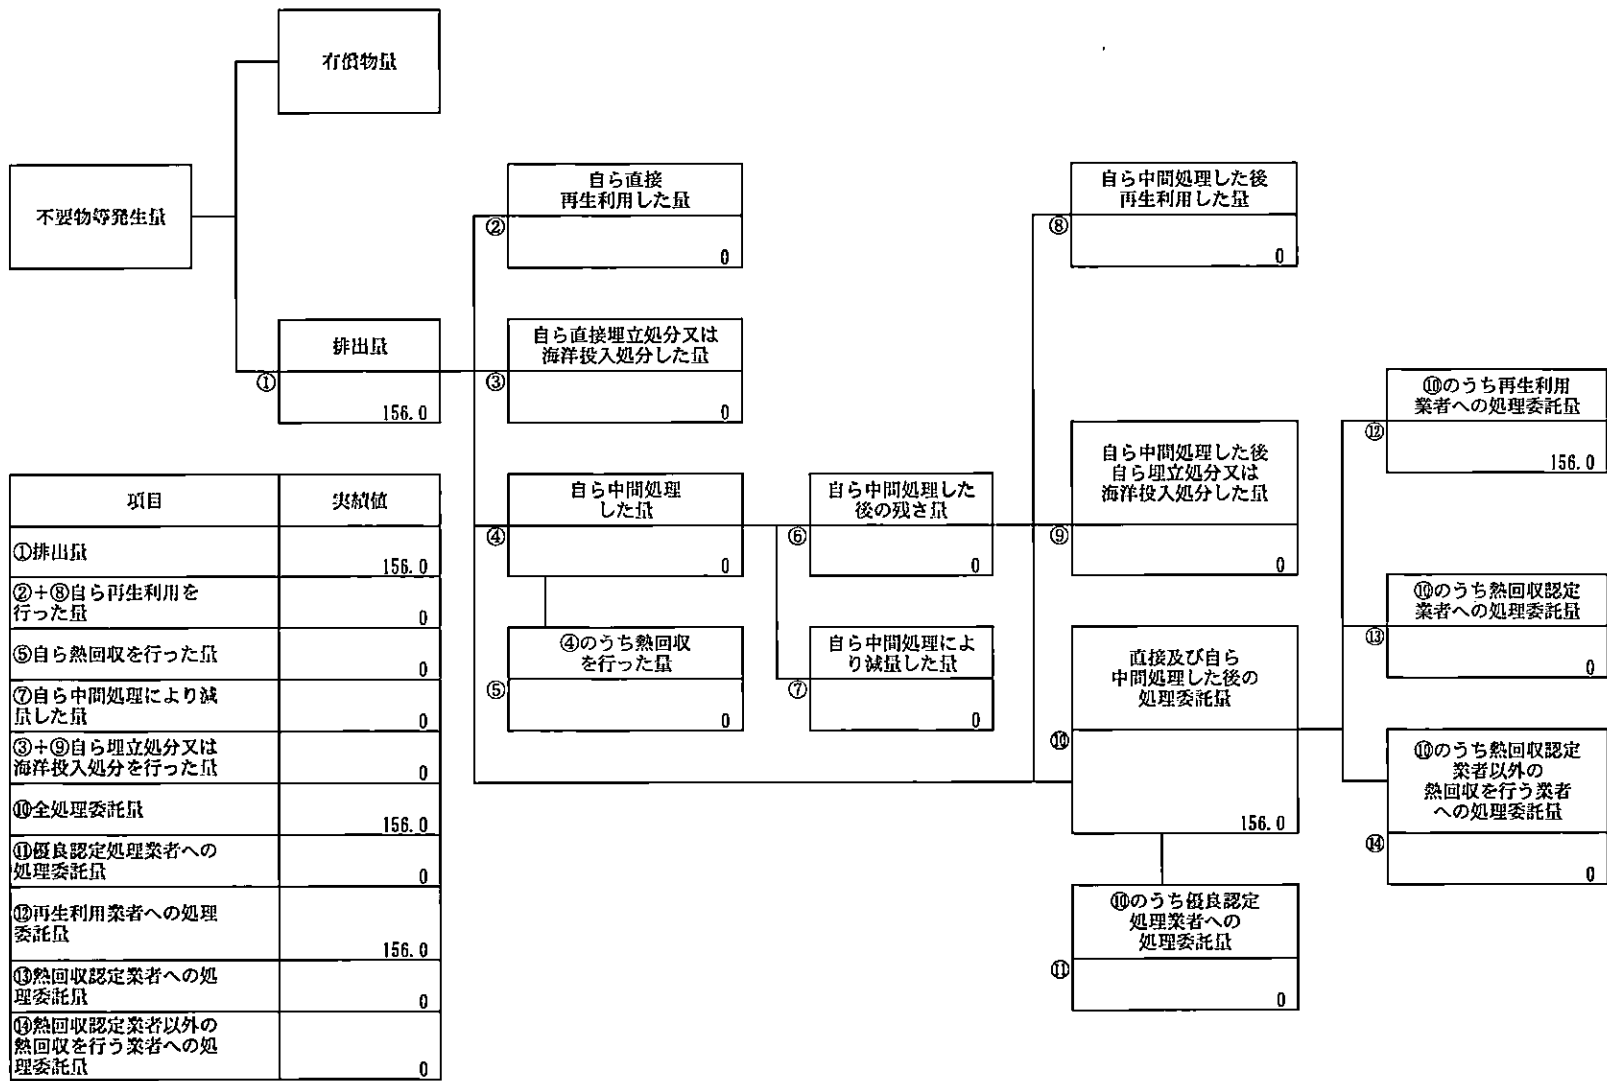 有償物量
不要物等発生量
排出量
①
156.0
自ら直接
再生利用した量
②
0
自ら直接埋立処分又は
海洋投入処分した量
③
0
自ら中間処理
した量
④
0
④のうち熱回収
を行った量
⑤
0
自ら中間処理した
後の残さ量
⑥
0
自ら中間処理によ
り減量した量
⑦
0
自ら中間処理した後
再生利用した量
⑧
0
自ら中間処理した後
自ら埋立処分又は
海洋投入処分した量
⑨
0
直接及び自ら
中間処理した後の
処理委託量
⑩
156.0
⑩のうち優良認定
処理業者への
処理委託量
⑪
0
⑩のうち再生利用
業者への処理委託量
⑫
156.0
⑩のうち熱回収認定
業者への処理委託量
⑬
0
⑩のうち熱回収認定
業者以外の
熱回収を行う業者
への処理委託量
⑭
0
項目 実績値
①排出量
156.0
②+⑧自ら再生利用を
行った量
0
⑤自ら熱回収を行った量
0
⑦自ら中間処理により減
量した量
0
③+⑨自ら埋立処分又は
海洋投入処分を行った量
0
⑩全処理委託量
156.0
⑪優良認定処理業者への
処理委託量
0
⑫再生利用業者への処理
委託量
156.0
⑬熱回収認定業者への処
理委託量
0
⑭熱回収認定業者以外の
熱回収を行う業者への処
理委託量
0